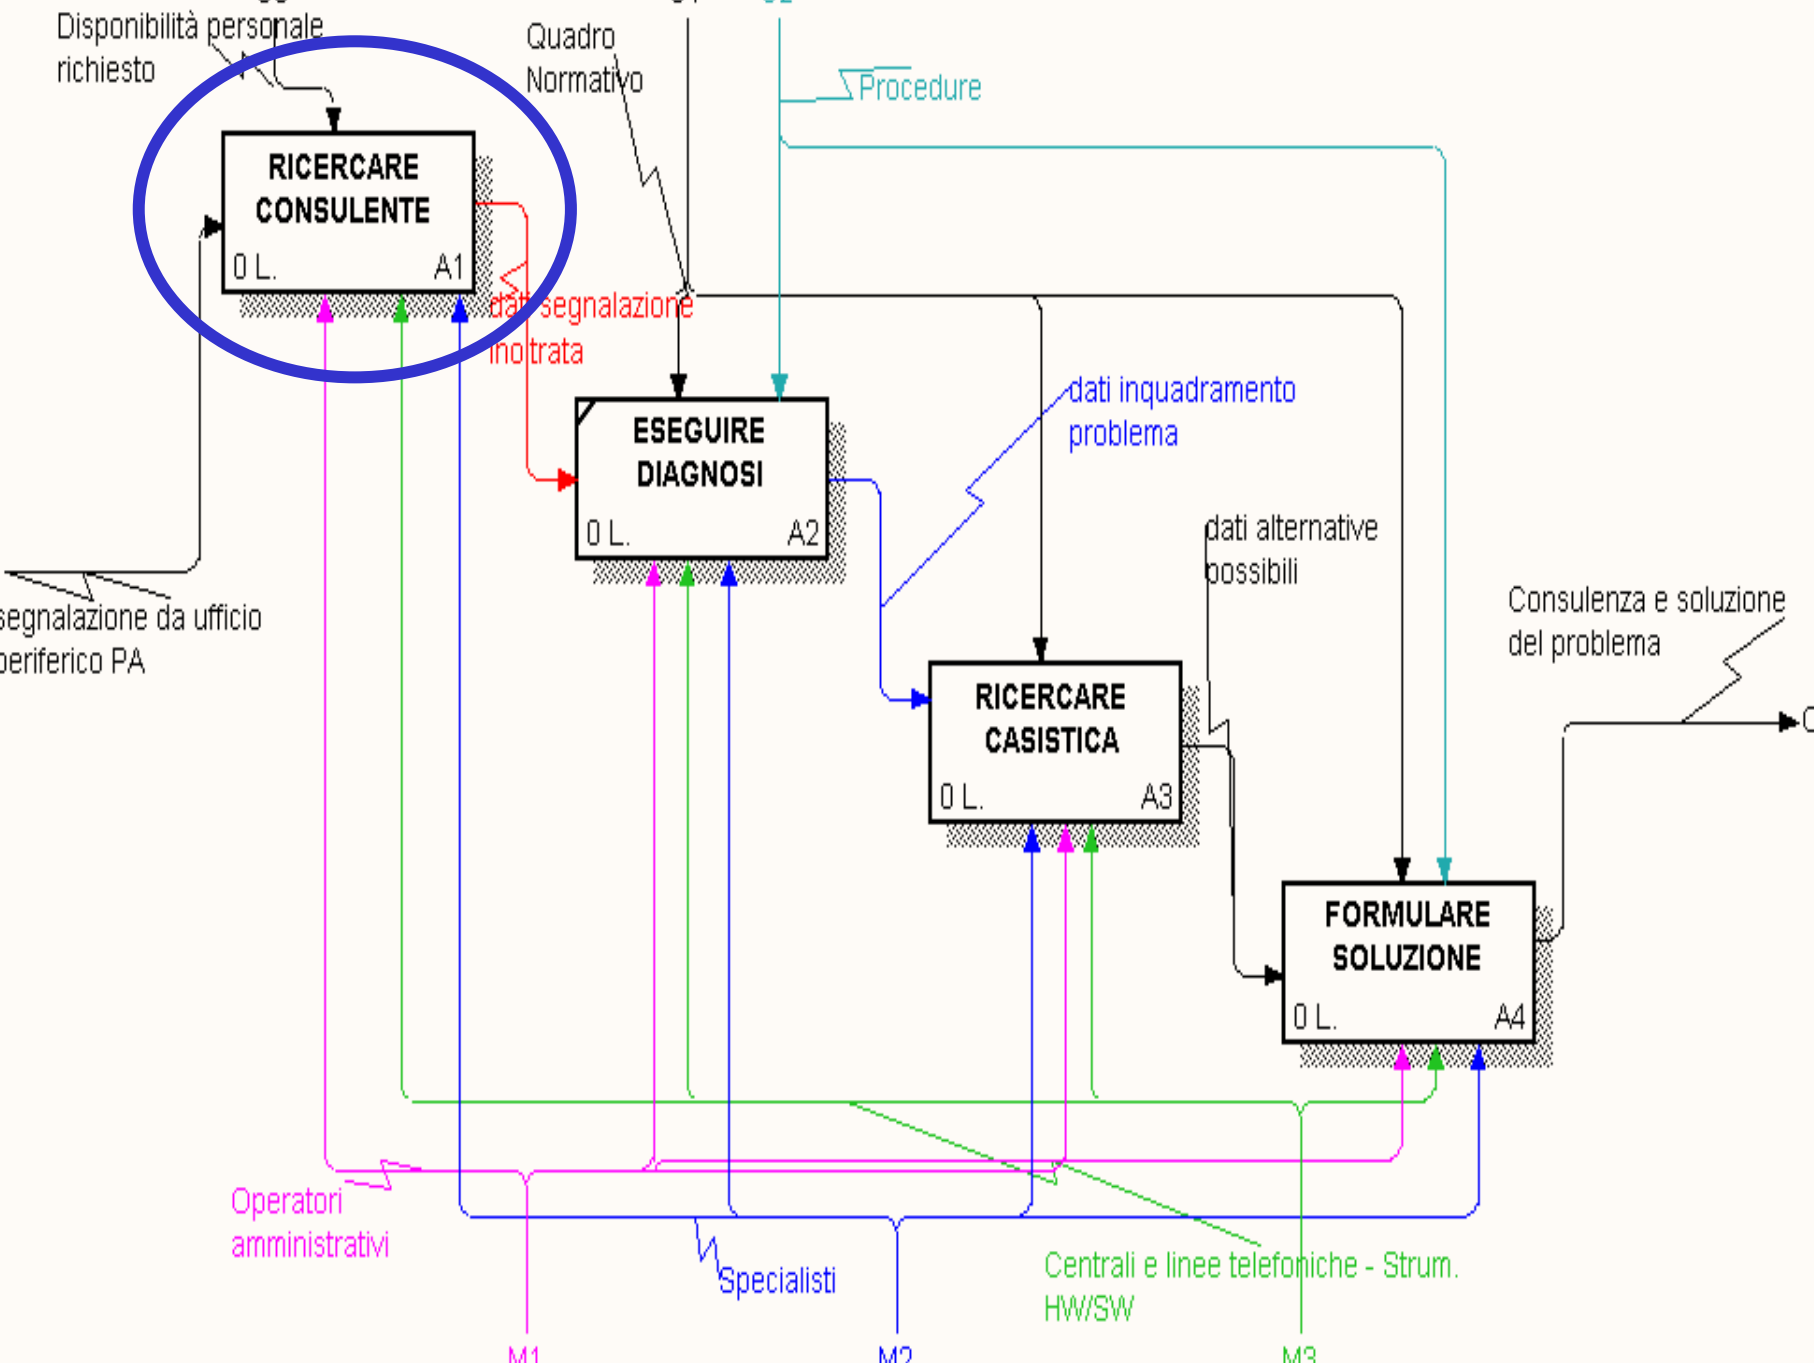 Disponibilità personale
richiesto
Quadro
Normativo
Procedure
RICERCARE
CONSULENTE
0 L.
A1
dati segnalazione
inoltrata
ESEGUIRE
DIAGNOSI
0 L.
A2
dati inquadramento
problema
dati alternative
possibili
segnalazione da ufficio
periferico PA
Consulenza e soluzione
del problema
RICERCARE
CASISTICA
0 L.
A3
FORMULARE
SOLUZIONE
0 L.
A4
Operatori
amministrativi
Specialisti
Centrali e linee telefoniche - Strum.
HW/SW
M1
M2
M3